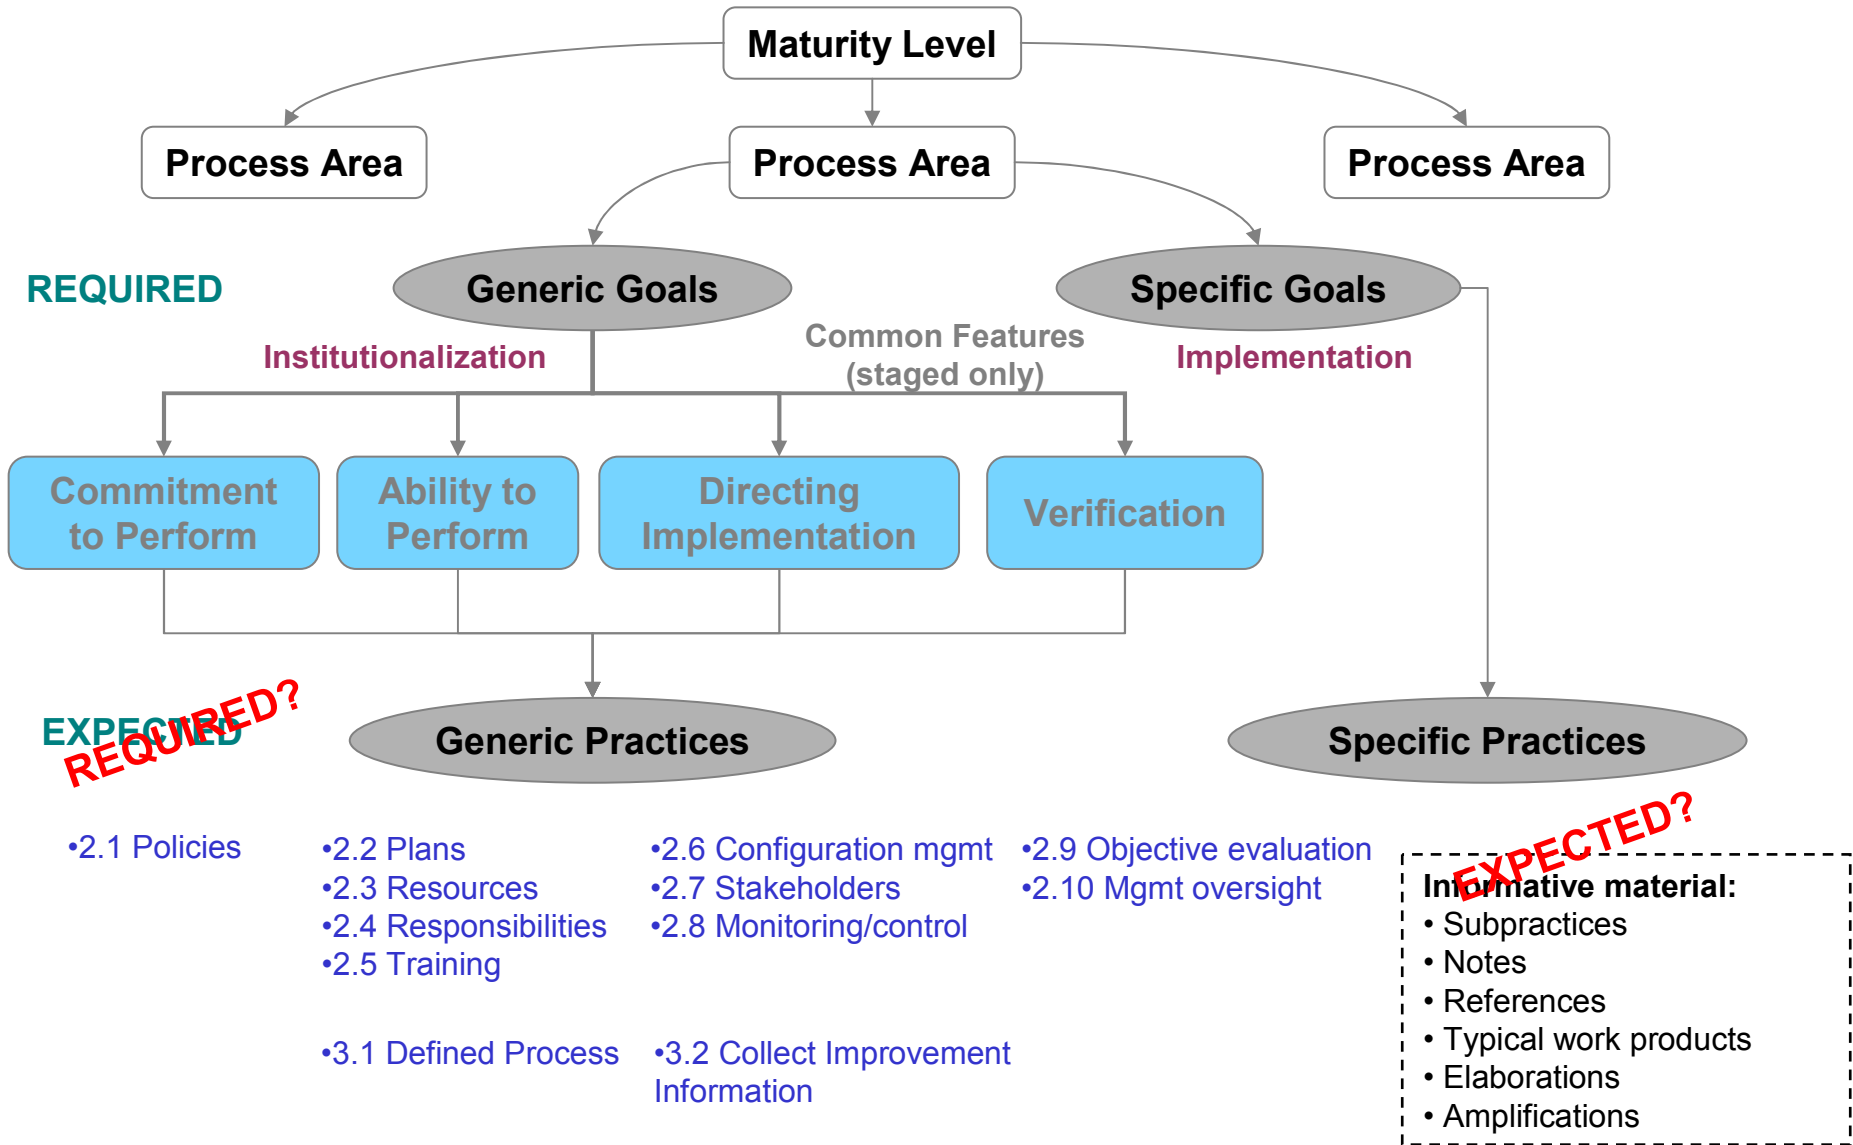 Maturity Level
Process Area
Process Area
Process Area
REQUIRED
Generic Goals
Specific Goals
Institutionalization
Common Features
(staged only)
Implementation
Commitment
to Perform
Ability to
Perform
Directing
Implementation
Verification
EXPECTED
REQUIRED?
Generic Practices
Specific Practices
•2.1 Policies
•2.2 Plans
•2.3 Resources
•2.4 Responsibilities
•2.5 Training
•2.6 Configuration mgmt
•2.7 Stakeholders
•2.8 Monitoring/control
•2.9 Objective evaluation
•2.10 Mgmt oversight
•3.1 Defined Process
•3.2 Collect Improvement
Information
EXPECTED?
Informative material:
• Subpractices
• Notes
• References
• Typical work products
• Elaborations
• Amplifications